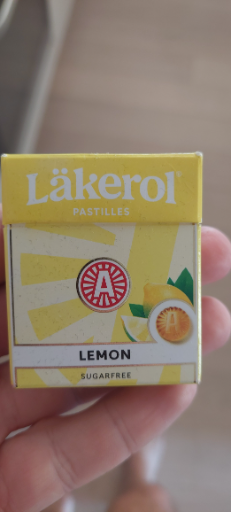 Läkerol
PASTILLES
A
A
LEMON
SUGARFREE